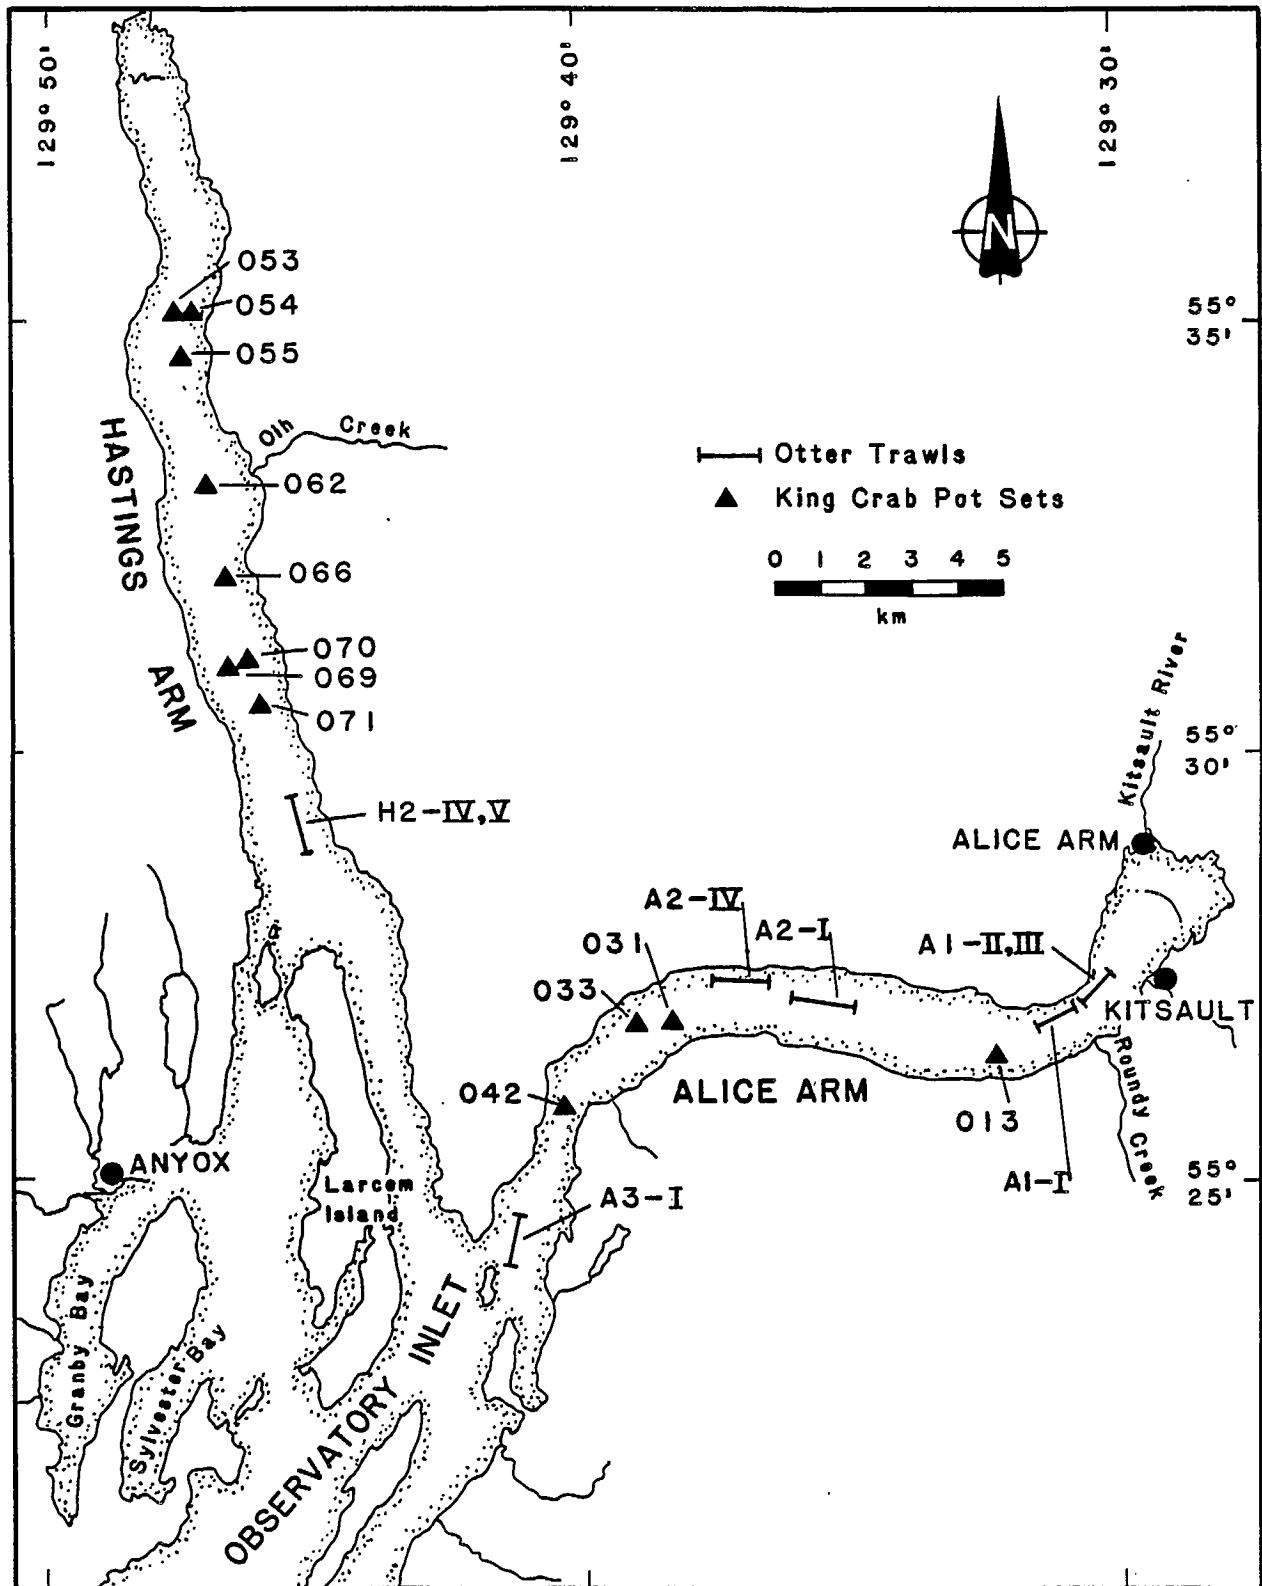 129° 50'
129° 40'
129° 30'
N
053
054
055
55°
35'
Olh Creek
HASTINGS ARM
062
066
070
069
071
Otter Trawls
King Crab Pot Sets
0 1 2 3 4 5
km
Kitsault River
55°
30'
H2-IV,V
ALICE ARM
A2-IV
A2-I
A1-II,III
031
033
KITSAULT
042
ALICE ARM
013
Roundy Creek
A1-I
ANYOX
55°
25'
Larcom
Island
A3-I
Granby Bay
Sylvester Bay
OBSERVATORY INLET